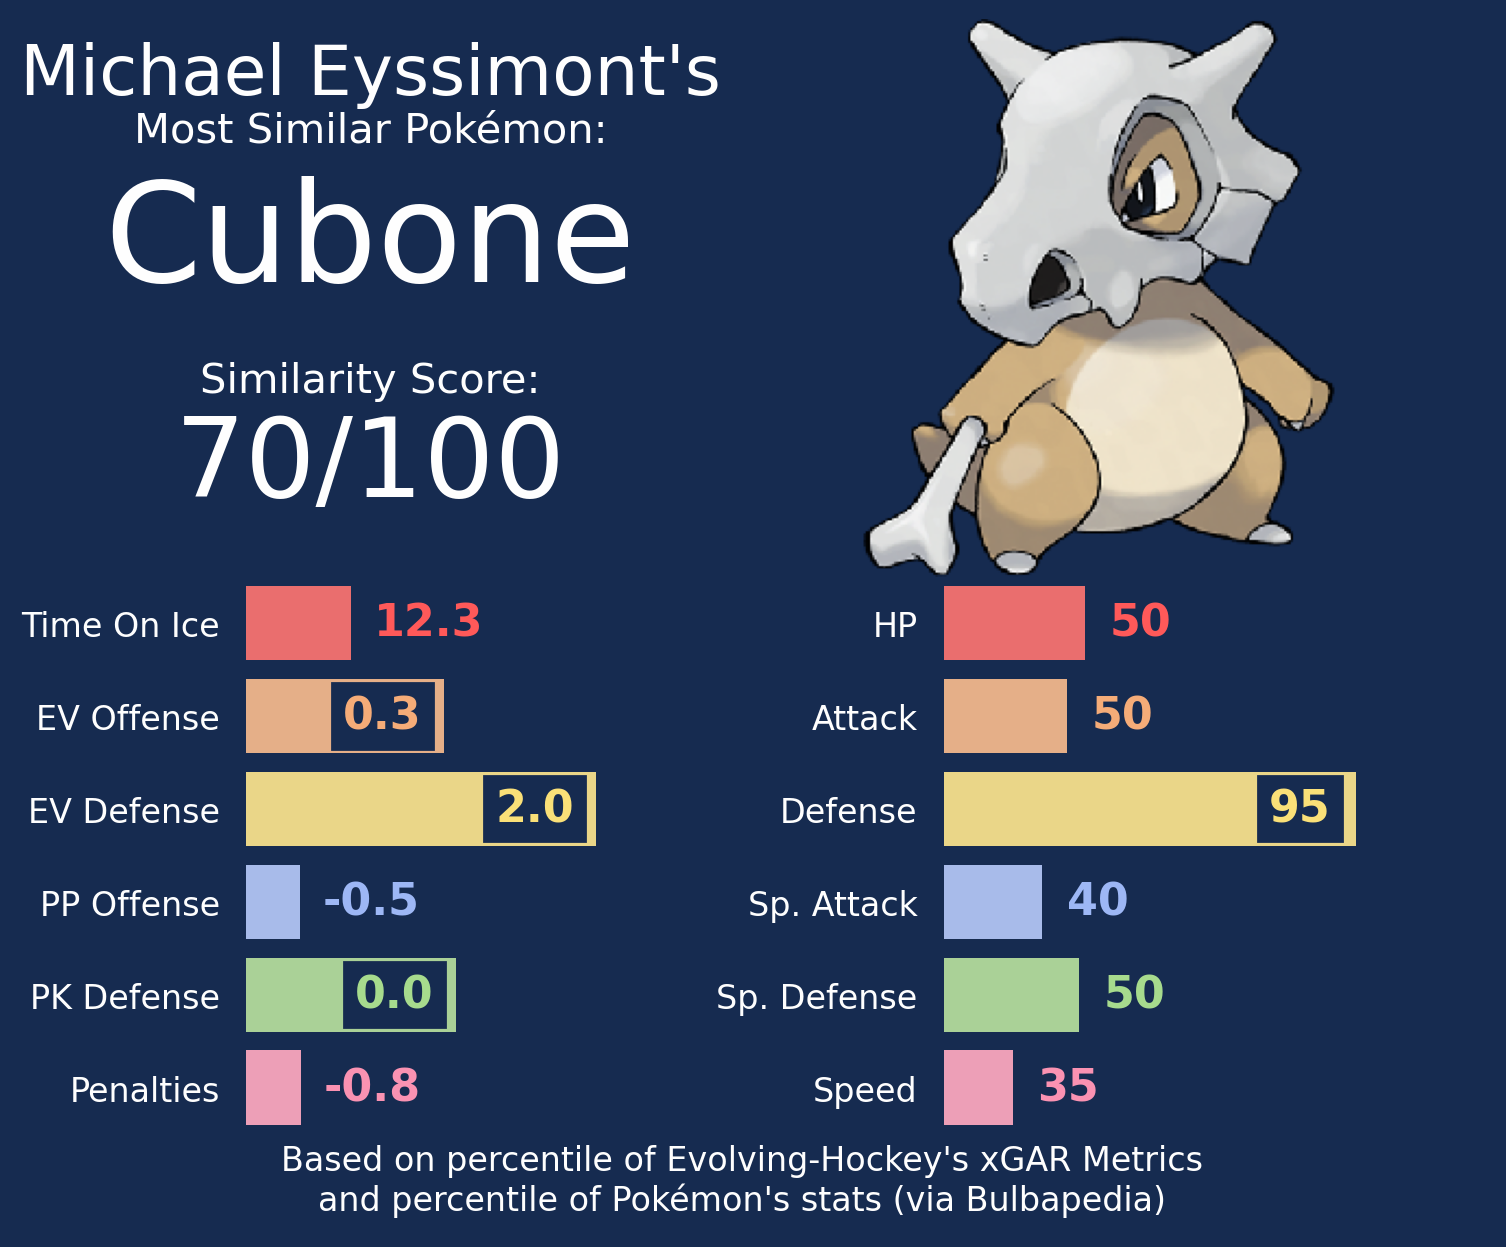 Michael Eyssimont's
Most Similar Pokémon:
Cubone
Similarity Score:
70/100
Time On Ice 12.3
EV Offense 0.3
EV Defense 2.0
PP Offense -0.5
PK Defense 0.0
Penalties -0.8
HP 50
Attack 50
Defense 95
Sp. Attack 40
Sp. Defense 50
Speed 35
Based on percentile of Evolving-Hockey's xGAR Metrics
and percentile of Pokémon's stats (via Bulbapedia)